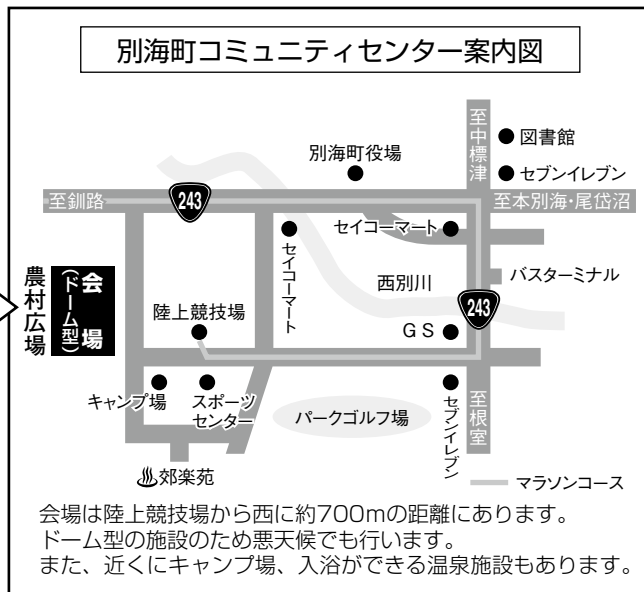 別海町コミュニティセンター案内図
至中標津
図書館
セブンイレブン
別海町役場
至釧路
243
至本別海・尾岱沼
セイコーマート
セイコーマート
西別川
バスターミナル
243
農村広場
会場
(ドーム型)
陸上競技場
GS
キャンプ場
スポーツ
センター
パークゴルフ場
セブンイレブン
至根室
郊楽苑
マラソンコース
会場は陸上競技場から西に約700mの距離にあります。
ドーム型の施設のため悪天候でも行います。
また、近くにキャンプ場、入浴ができる温泉施設もあります。